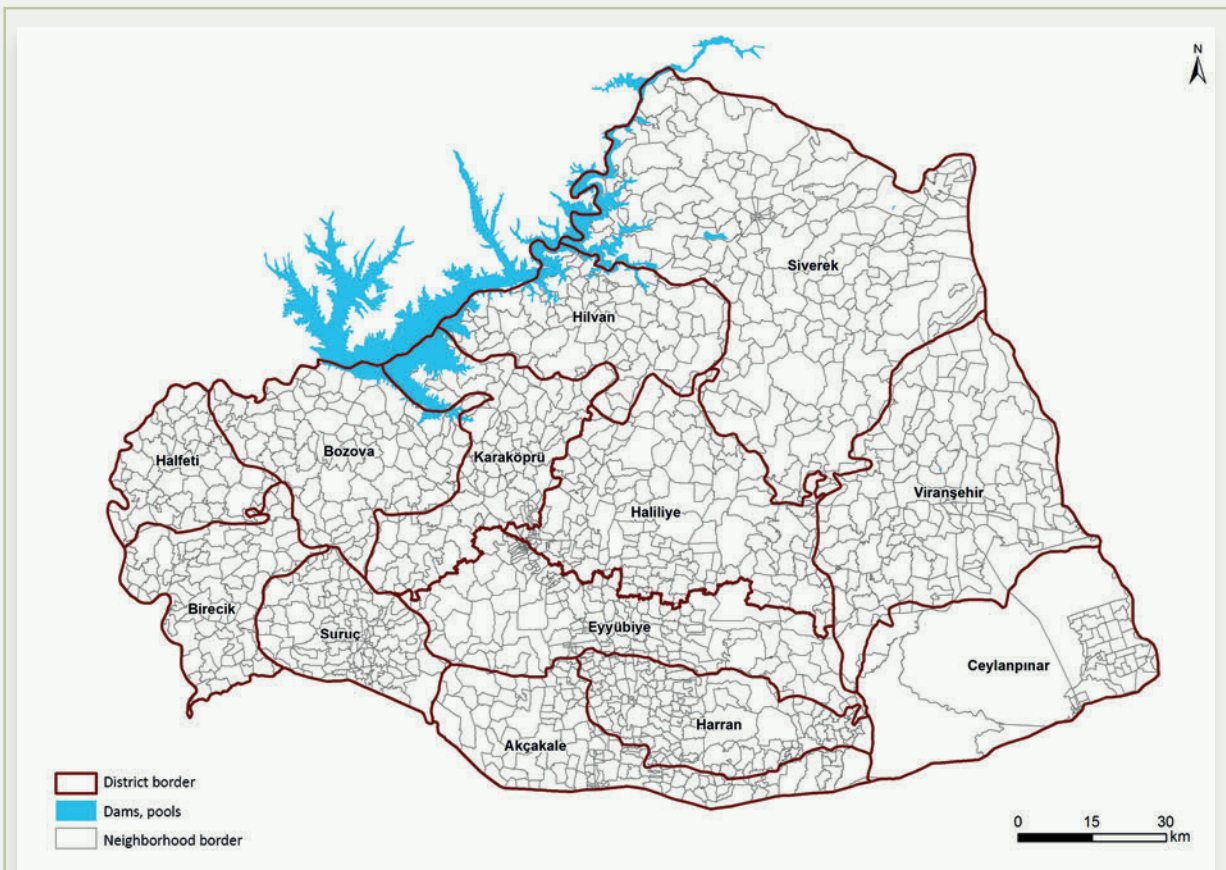 N
Siverek
Hilvan
Halfeti
Bozova
Karaköprü
Haliliye
Viranşehir
Birecik
Suruç
Eyyübiye
Ceylanpınar
Akçakale
Harran
District border
Dams, pools
Neighborhood border
0 15 30
km